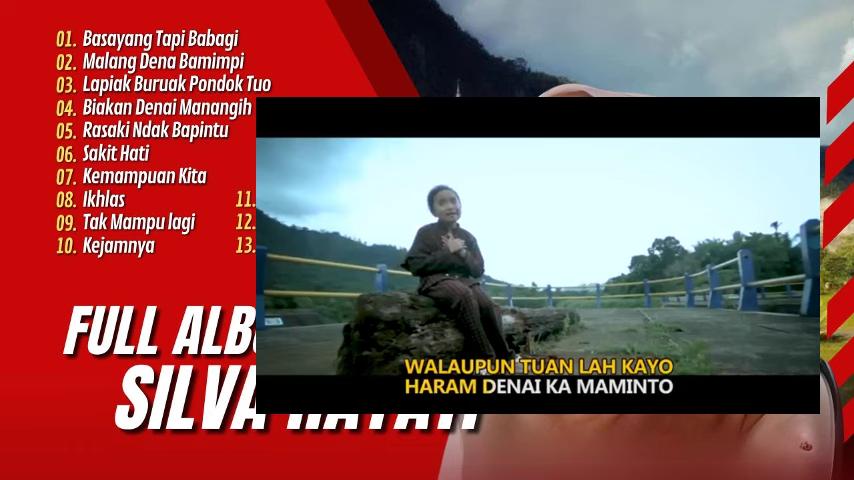 01. Basayang Tapi Babagi
02. Malang Dena Bamimpi
03. Lapiak Buruak Pondok Tuo
04. Biakan Denai Manangih
05. Rasaki Ndak Bapintu
06. Sakit Hati
07. Kemampuan Kita
08. Ikhlas 11.
09. Tak Mampu lagi 12.
10. Kejamnya 13.
FULL
SILVA
WALAUPUN TUAN LAH KAYO
HARAM DENAI KA MAMINTO